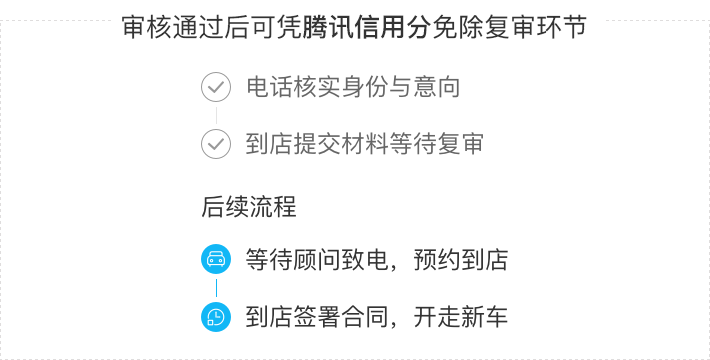 审核通过后可凭腾讯信用分免除复审环节
电话核实身份与意向
到店提交材料等待复审
后续流程
等待顾问致电，预约到店
到店签署合同，开走新车